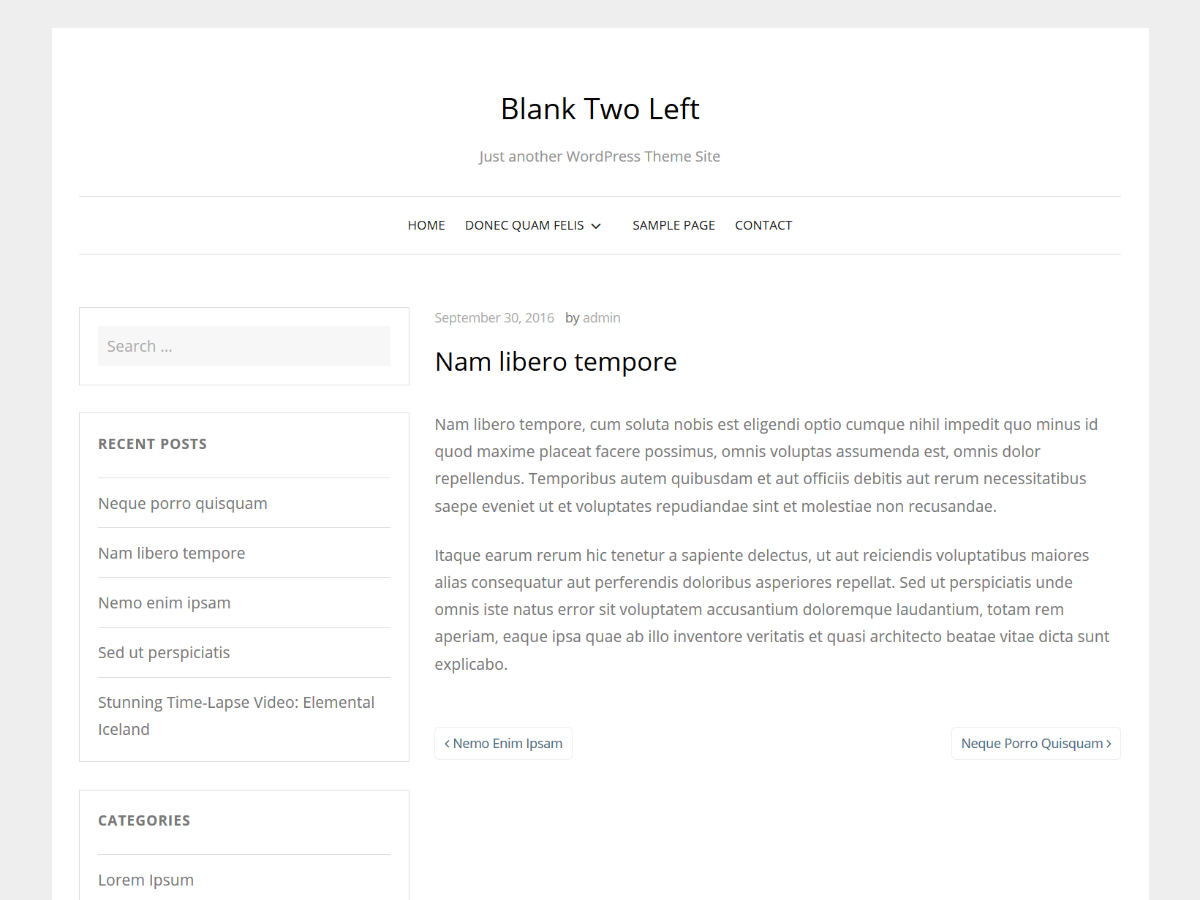 Blank Two Left
Just another WordPress Theme Site
HOME DONEC QUAM FELIS SAMPLE PAGE CONTACT
Search ...
RECENT POSTS
Neque porro quisquam
Nam libero tempore
Nemo enim ipsam
Sed ut perspiciatis
Stunning Time-Lapse Video: Elemental
Iceland
CATEGORIES
Lorem Ipsum
September 30, 2016 by admin
Nam libero tempore
Nam libero tempore, cum soluta nobis est eligendi optio cumque nihil impedit quo minus id
quod maxime placeat facere possimus, omnis voluptas assumenda est, omnis dolor
repellendus. Temporibus autem quibusdam et aut officiis debitis aut rerum necessitatibus
saepe eveniet ut et voluptates repudiandae sint et molestiae non recusandae.
Itaque earum rerum hic tenetur a sapiente delectus, ut aut reiciendis voluptatibus maiores
alias consequatur aut perferendis doloribus asperiores repellat. Sed ut perspiciatis unde
omnis iste natus error sit voluptatem accusantium doloremque laudantium, totam rem
aperiam, eaque ipsa quae ab illo inventore veritatis et quasi architecto beatae vitae dicta sunt
explicabo.
‹ Nemo Enim Ipsam
Neque Porro Quisquam ›